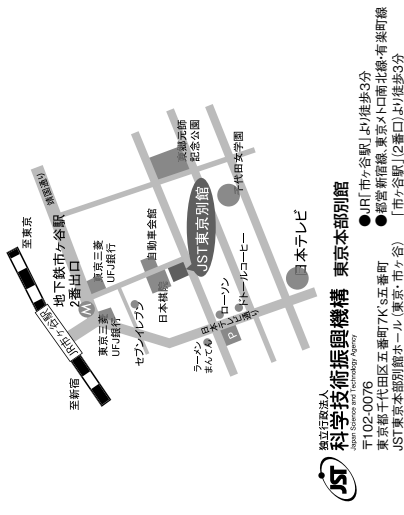 至東京
靖国通り
JR市ヶ谷駅
至新宿
地下鉄市ヶ谷駅
2番出口
M
東京三菱
UFJ銀行
東京三菱
UFJ銀行
セブンイレブン
自動車会館
日本棋院
東郷元帥
記念公園
JST東京別館
千代田女学園
ラーメン
まんてん
P
日本テレビ通り
ローソン
ドトールコーヒー
日本テレビ
JST
独立行政法人
科学技術振興機構 東京本部別館
Japan Science and Technology Agency
〒102-0076
東京都千代田区五番町7K's五番町
JST東京本部別館ホール(東京・市ヶ谷)
●JR「市ヶ谷駅」より徒歩3分
●都営新宿線、東京メトロ南北線・有楽町線
「市ヶ谷駅」(2番口)より徒歩3分